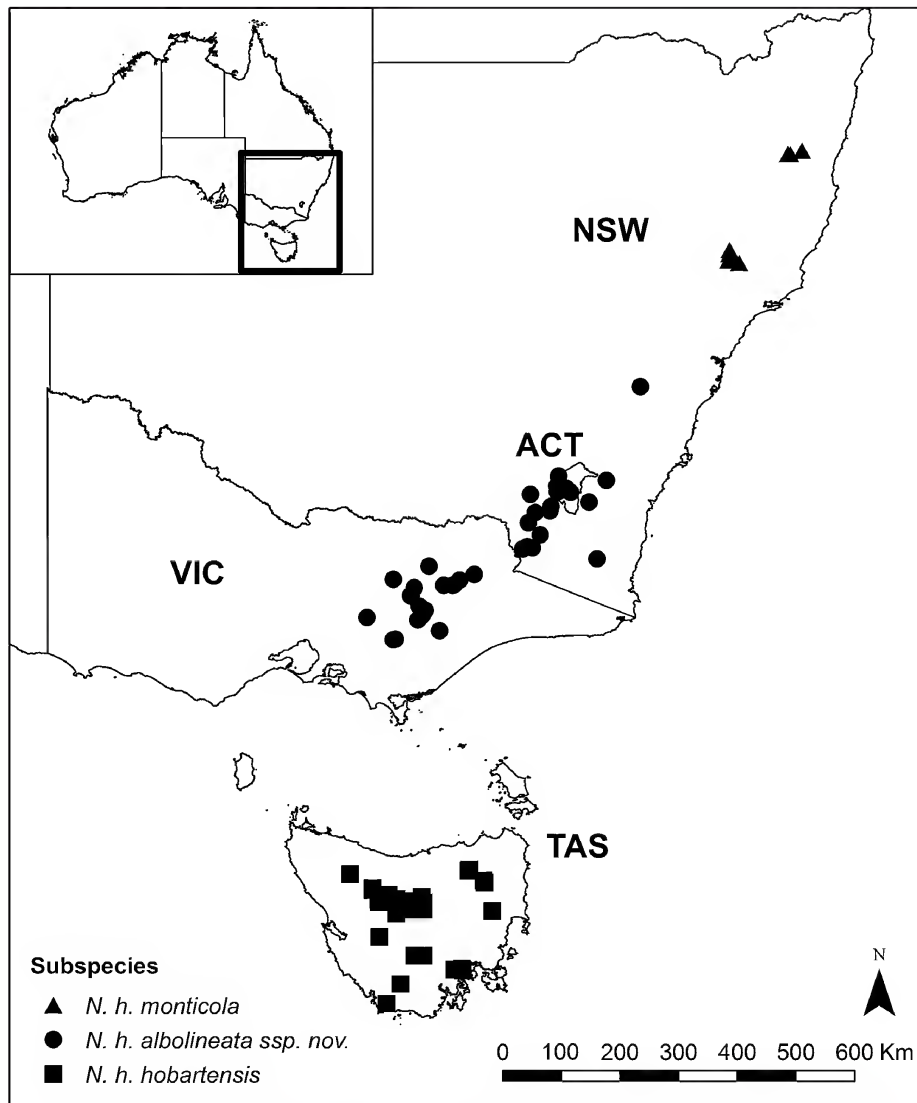 NSW
ACT
VIC
TAS
Subspecies
N. h. monticola
N. h. albolineata ssp. nov.
N. h. hobartensis
N
0 100 200 300 400 500 600 Km